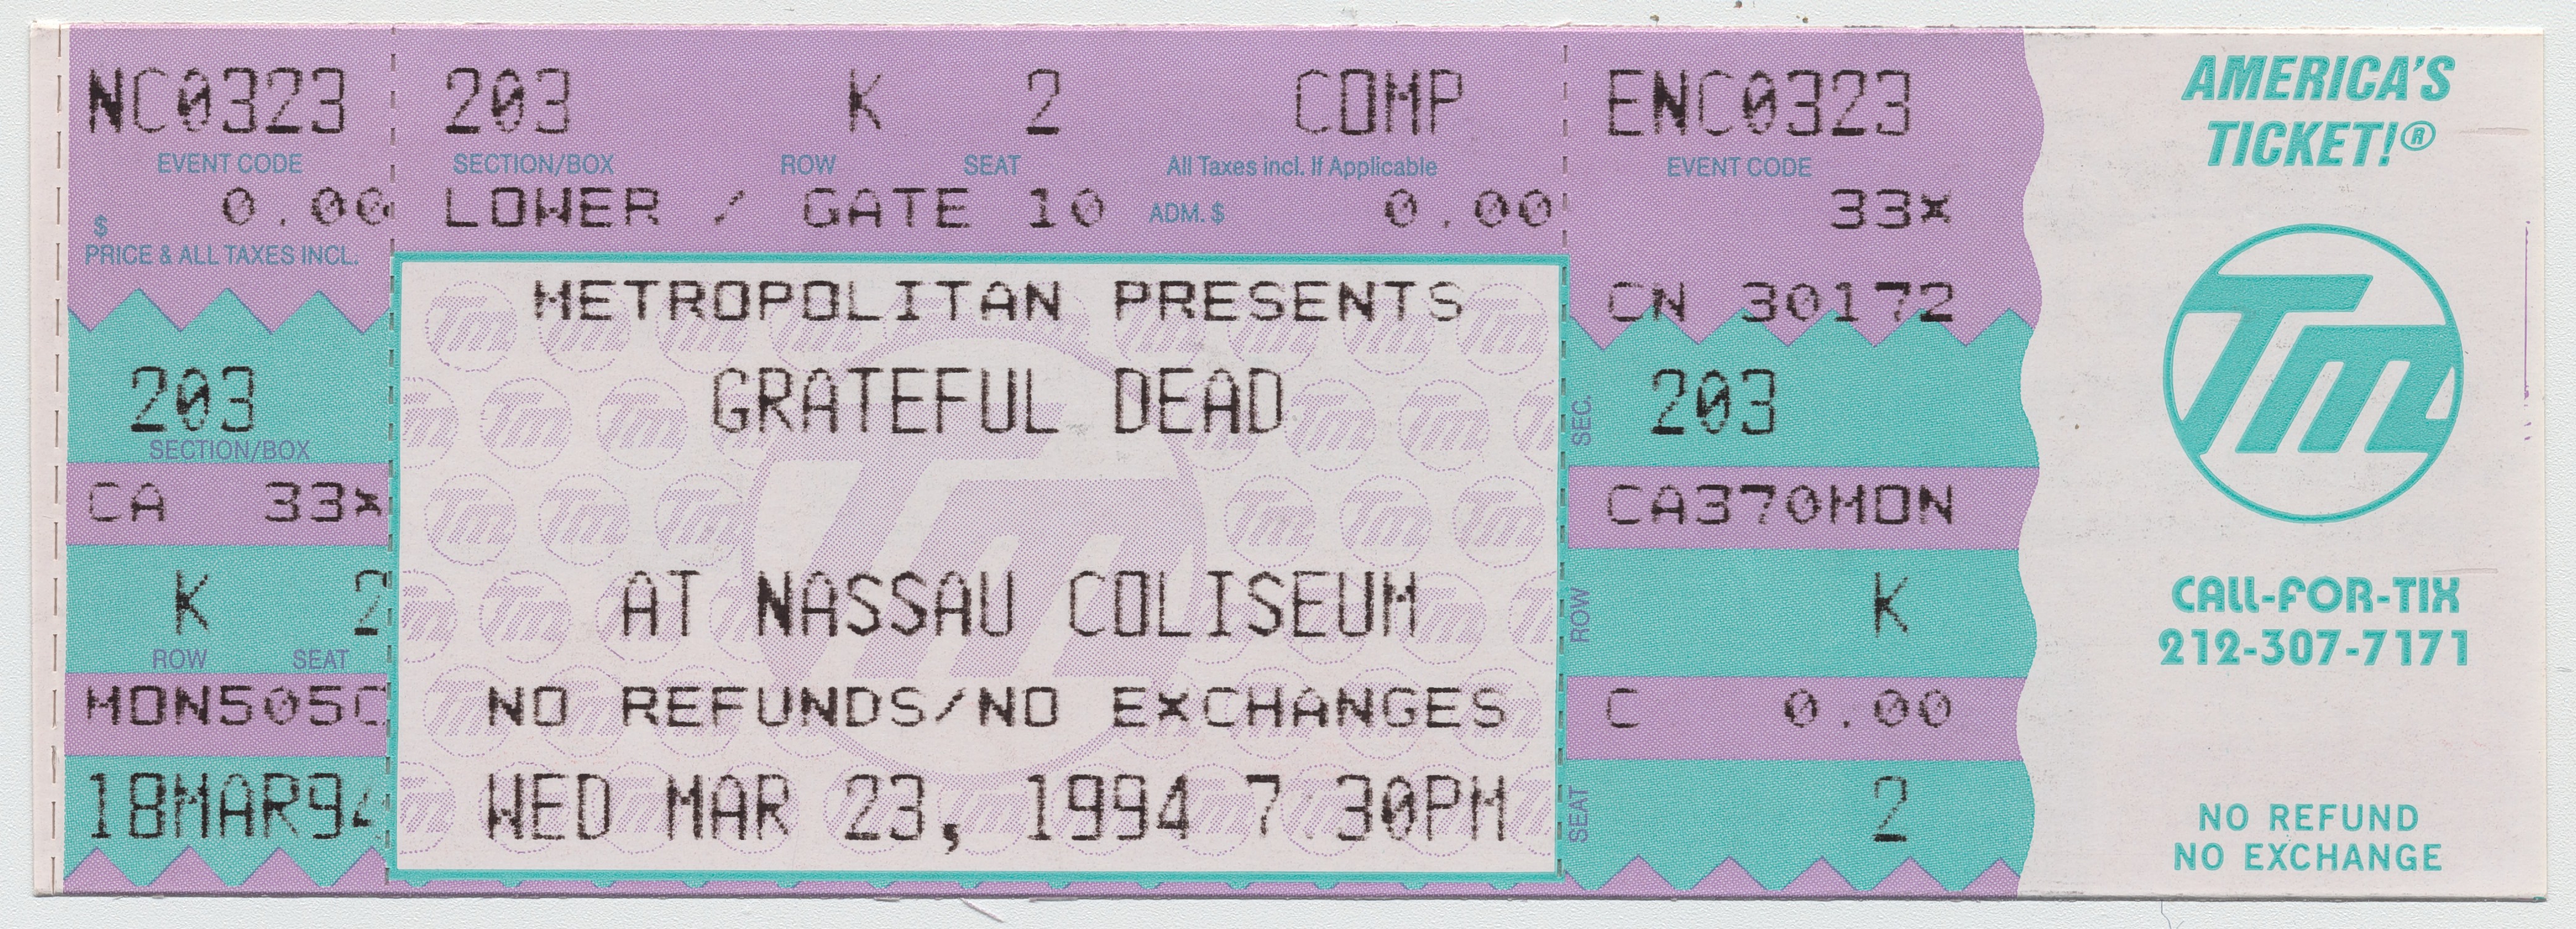 NC0323
EVENT CODE
$ 0.00
PRICE & ALL TAXES INCL.
203
SECTION/BOX
CA 33x
K 2
ROW SEAT
MON505C
18MAR94
203 K 2 COMP
SECTION/BOX ROW SEAT All Taxes incl. If Applicable
LOWER / GATE 10 ADM. $ 0.00
METROPOLITAN PRESENTS
GRATEFUL DEAD
AT NASSAU COLISEUM
NO REFUNDS/NO EXCHANGES
WED MAR 23, 1994 7:30PM
ENC0323
EVENT CODE
33x
CN 30172
SEC. 203
CA370MON
ROW K
C 0.00
SEAT 2
AMERICA'S
TICKET!®
Tm
CALL-FOR-TIX
212-307-7171
NO REFUND
NO EXCHANGE